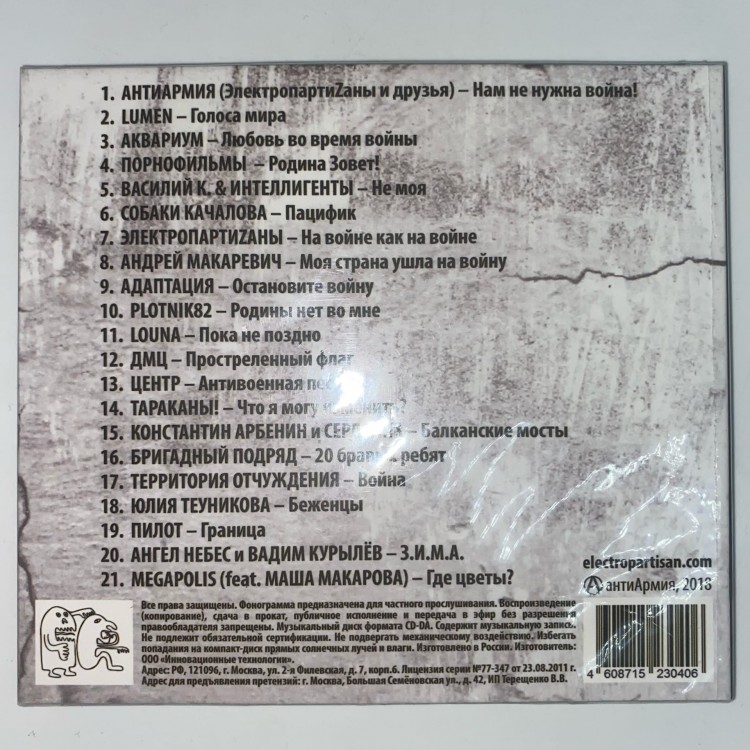 1. АНТИАРМИЯ (ЭлектропартиZаны и друзья) – Нам не нужна война!
2. LUMEN – Голоса мира
3. АКВАРИУМ – Любовь во время войны
4. ПОРНОФИЛЬМЫ – Родина Зовет!
5. ВАСИЛИЙ К. & ИНТЕЛЛИГЕНТЫ – Не моя
6. СОБАКИ КАЧАЛОВА – Пацифик
7. ЭЛЕКТРОПАРТИZАНЫ – На войне как на войне
8. АНДРЕЙ МАКАРЕВИЧ – Моя страна ушла на войну
9. АДАПТАЦИЯ – Остановите войну
10. PLOTNIK82 – Родины нет во мне
11. LOUNA – Пока не поздно
12. ДМЦ – Простреленный флаг
13. ЦЕНТР – Антивоенная
14. ТАРАКАНЫ! – Что я могу изменить?
15. КОНСТАНТИН АРБЕНИН и – Балканские мосты
16. БРИГАДНЫЙ ПОДРЯД – 20 бравых ребят
17. ТЕРРИТОРИЯ ОТЧУЖДЕНИЯ – Война
18. ЮЛИЯ ТЕУНИКОВА – Беженцы
19. ПИЛОТ – Граница
20. АНГЕЛ НЕБЕС и ВАДИМ КУРЫЛЁВ – З.И.М.А.
21. MEGAPOLIS (feat. МАША МАКАРОВА) – Где цветы?
electropartisan.com
антиАрмия, 2018
Все права защищены. Фонограмма предназначена для частного прослушивания. Воспроизведение
(копирование), сдача в прокат, публичное исполнение и передача в эфир без разрешения
правообладателя запрещены. Музыкальный диск формата CD-DA. Содержит музыкальную запись.
Не подлежит обязательной сертификации. Не подвергать механическому воздействию. Избегать
попадания на компакт-диск прямых солнечных лучей и влаги. Изготовлено в России. Изготовитель:
ООО «Инновационные технологии».
Адрес: РФ, 121096, г. Москва, ул. 2-я Филевская, д. 7, корп.6. Лицензия серии №77-347 от 23.08.2011 г.
Адрес для предъявления претензий: г. Москва, Большая Семёновская ул., д. 42, ИП Терещенко В.В.
4 608715 230406